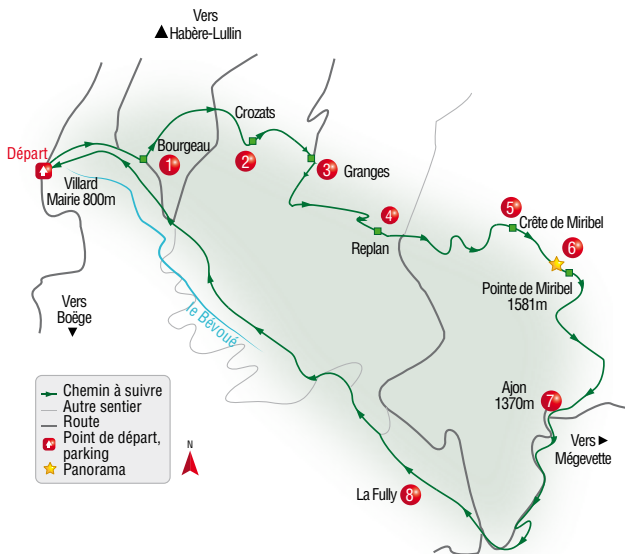 Vers
Habère-Lullin
Crozats
Bourgeau
Départ
1
2
3
Granges
Villard
Mairie 800m
4
Replan
5
Crête de Miribel
6
Pointe de Miribel
1581m
Vers
Boëge
le Bévoué
Ajon
1370m
7
Vers
Mégevette
La Fully
8
Chemin à suivre
Autre sentier
Route
Point de départ,
parking
Panorama
N